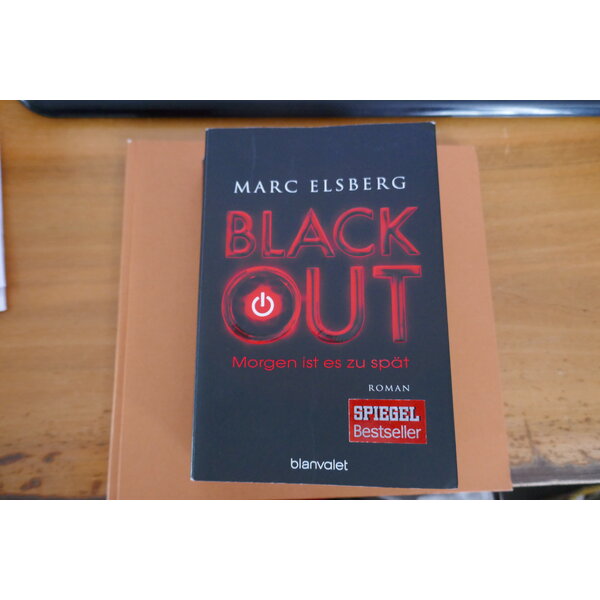 MARC ELSBERG
BLACK
OUT
Morgen ist es zu spät
ROMAN
SPIEGEL
Bestseller
blanvalet